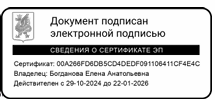 Документ подписан
электронной подписью
СВЕДЕНИЯ О СЕРТИФИКАТЕ ЭП
Сертификат: 00A266FD6DB5CD4DEDF091106411CF4E4C
Владелец: Богданова Елена Анатольевна
Действителен с 29-10-2024 до 22-01-2026